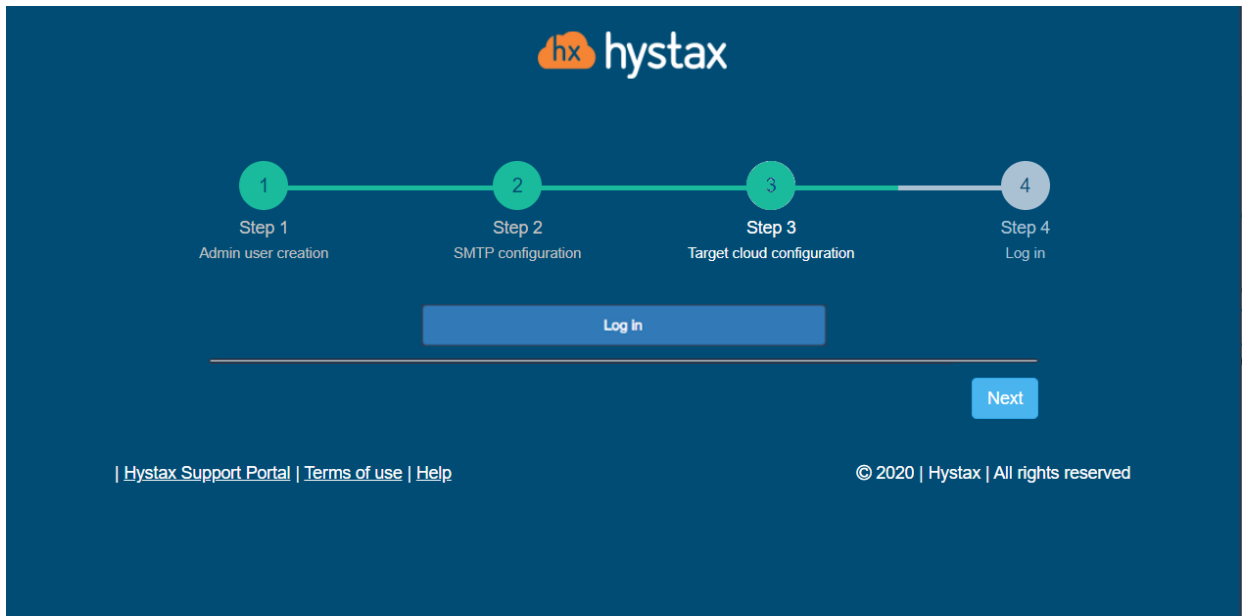 hx hystax
1 2 3 4
Step 1 Step 2 Step 3 Step 4
Admin user creation SMTP configuration Target cloud configuration Log in
Log in
Next
| Hystax Support Portal | Terms of use | Help © 2020 | Hystax | All rights reserved